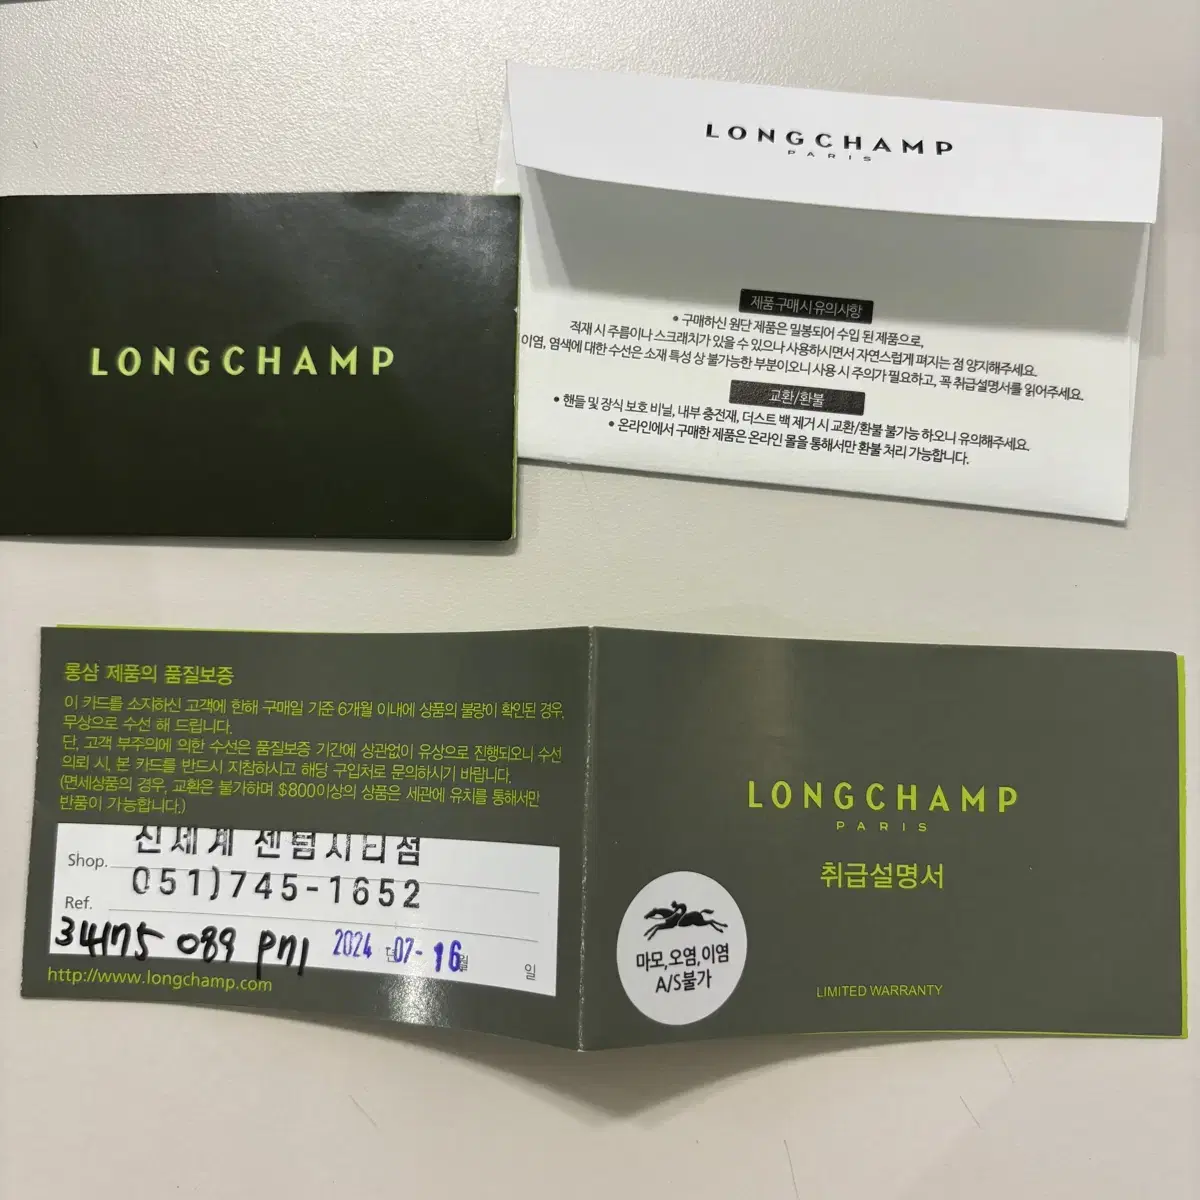 LONGCHAMP
PARIS
제품 구매 시 유의사항
• 구매하신 원단 제품은 밀봉되어 수입 된 제품으로,
적재 시 주름이나 스크래치가 있을 수 있으나 사용하시면서 자연스럽게 펴지는 점 양지해주세요.
이염, 염색에 대한 수선은 소재 특성 상 불가능한 부분이오니 사용 시 주의가 필요하고, 꼭 취급설명서를 읽어주세요.
교환/환불
• 핸들 및 장식 보호 비닐, 내부 충전재, 더스트 백 제거 시 교환/환불 불가능 하오니 유의해주세요.
• 온라인에서 구매한 제품은 온라인 몰을 통해서만 환불 처리 가능합니다.
LONGCHAMP
롱샴 제품의 품질보증
이 카드를 소지하신 고객에 한해 구매일 기준 6개월 이내에 상품의 불량이 확인된 경우,
무상으로 수선 해 드립니다.
단, 고객 부주의에 의한 수선은 품질보증 기간에 상관없이 유상으로 진행되오니 수선
의뢰 시, 본 카드를 반드시 지참하시고 해당 구입처로 문의하시기 바랍니다.
(면세상품의 경우, 교환은 불가하며 $800이상의 상품은 세관에 유치를 통해서만
반품이 가능합니다.)
Shop. 신세계 센텀시티점
051)745-1652
Ref.
34175 089 PN1 2024 년 07- 16 월 일
http://www.longchamp.com
LONGCHAMP
PARIS
취급설명서
마모,오염,이염
A/S불가
LIMITED WARRANTY